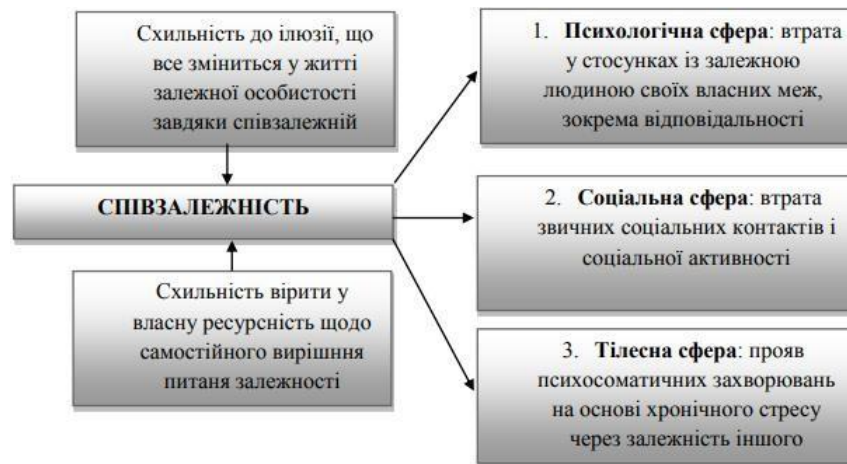 Схильність до ілюзії, що
все зміниться у житті
залежної особистості
завдяки співзалежній
СПІВЗАЛЕЖНІСТЬ
Схильність вірити у
власну ресурсність щодо
самостійного вирішння
питаня залежності
1. Психологічна сфера: втрата
у стосунках із залежною
людиною своїх власних меж,
зокрема відповідальності
2. Соціальна сфера: втрата
звичних соціальних контактів і
соціальної активності
3. Тілесна сфера: прояв
психосоматичних захворювань
на основі хронічного стресу
через залежність іншого